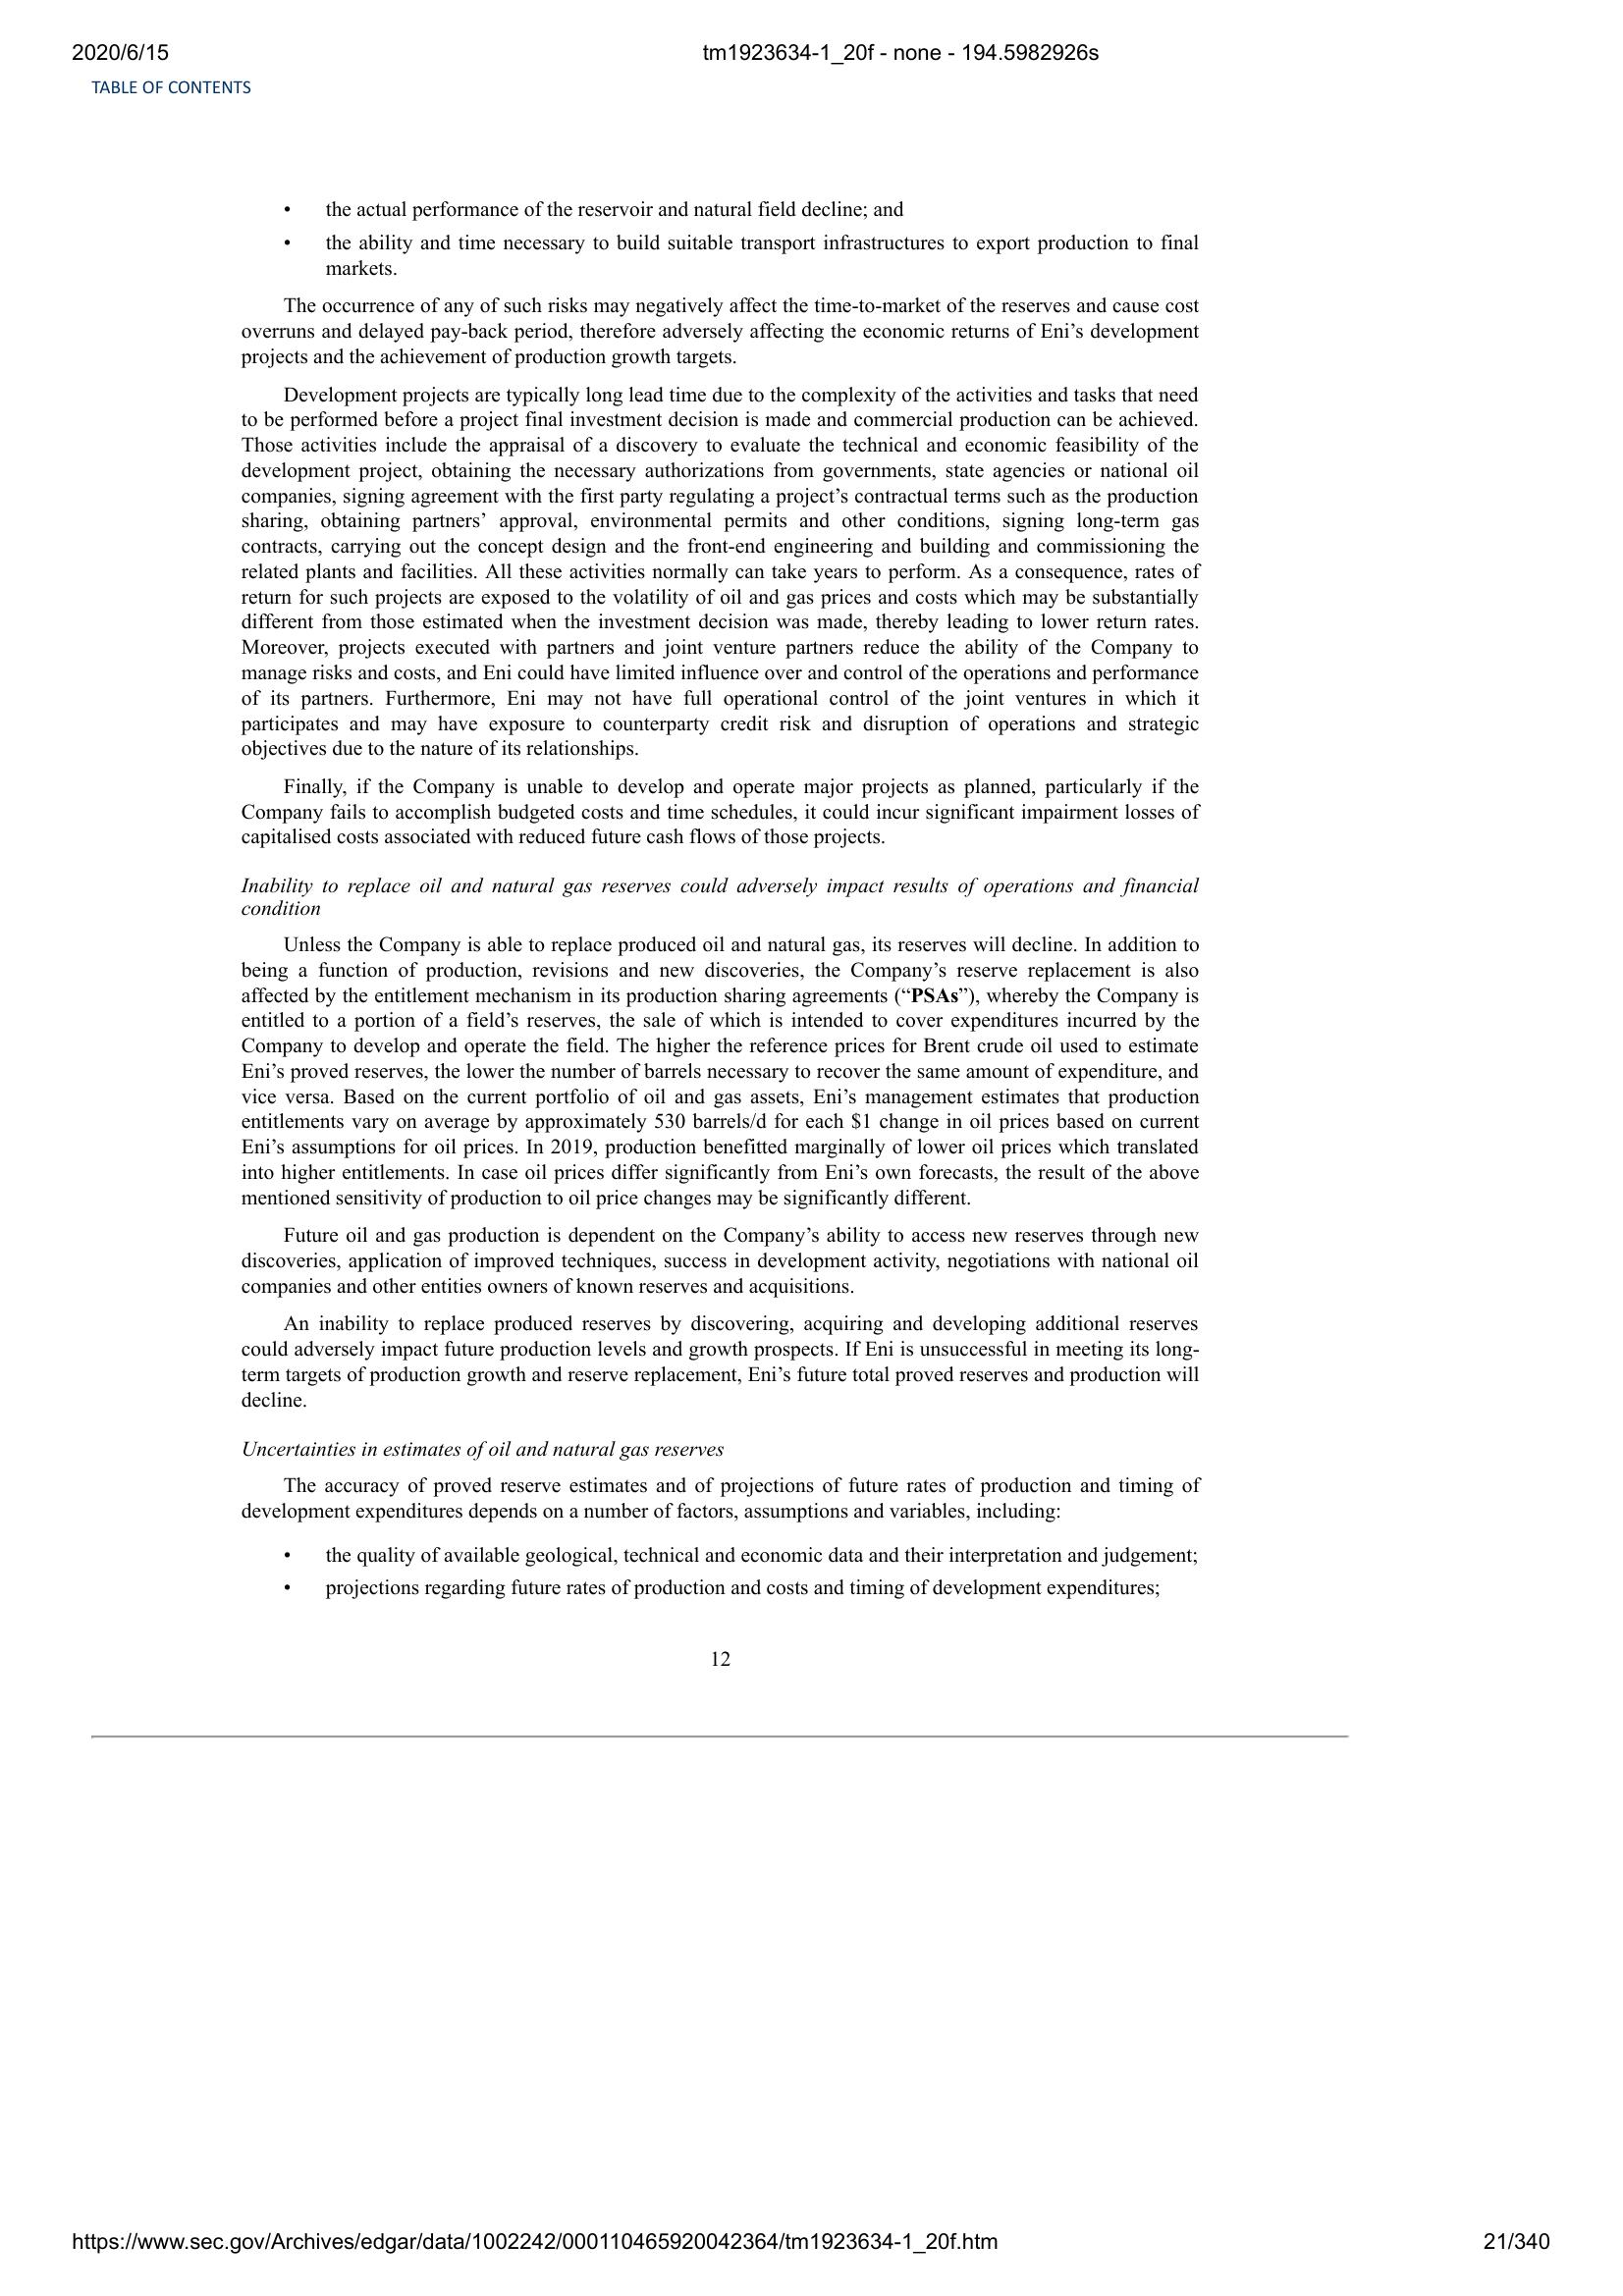 2020/6/15
tm1923634-1_20f - none - 194.5982926s
TABLE OF CONTENTS
• the actual performance of the reservoir and natural field decline; and
• the ability and time necessary to build suitable transport infrastructures to export production to final
markets.
The occurrence of any of such risks may negatively affect the time-to-market of the reserves and cause cost
overruns and delayed pay-back period, therefore adversely affecting the economic returns of Eni’s development
projects and the achievement of production growth targets.
Development projects are typically long lead time due to the complexity of the activities and tasks that need
to be performed before a project final investment decision is made and commercial production can be achieved.
Those activities include the appraisal of a discovery to evaluate the technical and economic feasibility of the
development project, obtaining the necessary authorizations from governments, state agencies or national oil
companies, signing agreement with the first party regulating a project’s contractual terms such as the production
sharing, obtaining partners’ approval, environmental permits and other conditions, signing long-term gas
contracts, carrying out the concept design and the front-end engineering and building and commissioning the
related plants and facilities. All these activities normally can take years to perform. As a consequence, rates of
return for such projects are exposed to the volatility of oil and gas prices and costs which may be substantially
different from those estimated when the investment decision was made, thereby leading to lower return rates.
Moreover, projects executed with partners and joint venture partners reduce the ability of the Company to
manage risks and costs, and Eni could have limited influence over and control of the operations and performance
of its partners. Furthermore, Eni may not have full operational control of the joint ventures in which it
participates and may have exposure to counterparty credit risk and disruption of operations and strategic
objectives due to the nature of its relationships.
Finally, if the Company is unable to develop and operate major projects as planned, particularly if the
Company fails to accomplish budgeted costs and time schedules, it could incur significant impairment losses of
capitalised costs associated with reduced future cash flows of those projects.
Inability to replace oil and natural gas reserves could adversely impact results of operations and financial
condition
Unless the Company is able to replace produced oil and natural gas, its reserves will decline. In addition to
being a function of production, revisions and new discoveries, the Company’s reserve replacement is also
affected by the entitlement mechanism in its production sharing agreements (“PSAs”), whereby the Company is
entitled to a portion of a field’s reserves, the sale of which is intended to cover expenditures incurred by the
Company to develop and operate the field. The higher the reference prices for Brent crude oil used to estimate
Eni’s proved reserves, the lower the number of barrels necessary to recover the same amount of expenditure, and
vice versa. Based on the current portfolio of oil and gas assets, Eni’s management estimates that production
entitlements vary on average by approximately 530 barrels/d for each $1 change in oil prices based on current
Eni’s assumptions for oil prices. In 2019, production benefitted marginally of lower oil prices which translated
into higher entitlements. In case oil prices differ significantly from Eni’s own forecasts, the result of the above
mentioned sensitivity of production to oil price changes may be significantly different.
Future oil and gas production is dependent on the Company’s ability to access new reserves through new
discoveries, application of improved techniques, success in development activity, negotiations with national oil
companies and other entities owners of known reserves and acquisitions.
An inability to replace produced reserves by discovering, acquiring and developing additional reserves
could adversely impact future production levels and growth prospects. If Eni is unsuccessful in meeting its long-
term targets of production growth and reserve replacement, Eni’s future total proved reserves and production will
decline.
Uncertainties in estimates of oil and natural gas reserves
The accuracy of proved reserve estimates and of projections of future rates of production and timing of
development expenditures depends on a number of factors, assumptions and variables, including:
• the quality of available geological, technical and economic data and their interpretation and judgement;
• projections regarding future rates of production and costs and timing of development expenditures;
12
https://www.sec.gov/Archives/edgar/data/1002242/000110465920042364/tm1923634-1_20f.htm
21/340